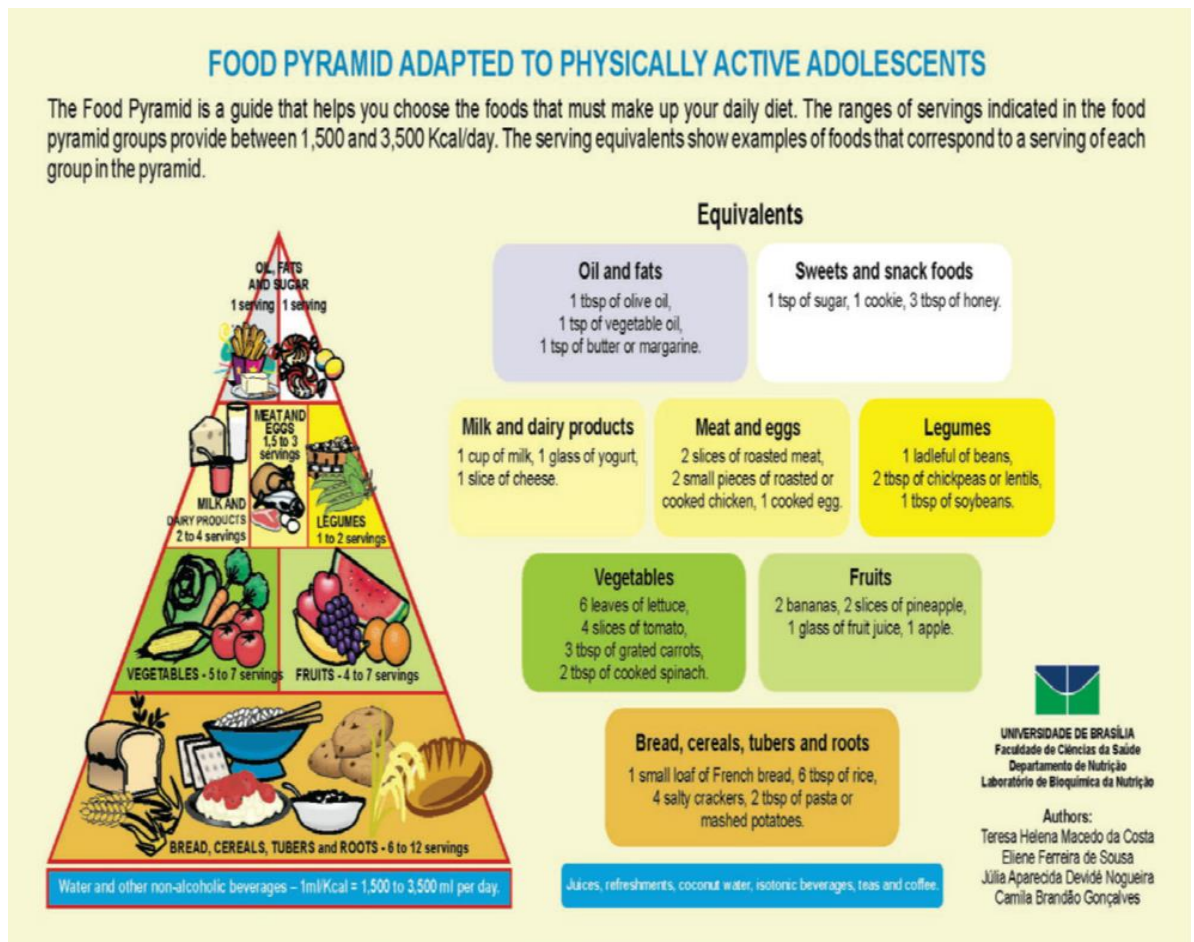 FOOD PYRAMID ADAPTED TO PHYSICALLY ACTIVE ADOLESCENTS
The Food Pyramid is a guide that helps you choose the foods that must make up your daily diet. The ranges of servings indicated in the food
pyramid groups provide between 1,500 and 3,500 Kcal/day. The serving equivalents show examples of foods that correspond to a serving of each
group in the pyramid.
OIL, FATS
AND SUGAR
1 serving 1 serving
MEAT AND
EGGS
1,5 to 3
servings
MILK AND
DAIRY PRODUCTS
2 to 4 servings
LEGUMES
1 to 2 servings
VEGETABLES - 5 to 7 servings
FRUITS - 4 to 7 servings
BREAD, CEREALS, TUBERS and ROOTS - 6 to 12 servings
Water and other non-alcoholic beverages – 1ml/Kcal = 1,500 to 3,500 ml per day.
Equivalents
Oil and fats
1 tbsp of olive oil,
1 tsp of vegetable oil,
1 tsp of butter or margarine.
Sweets and snack foods
1 tsp of sugar, 1 cookie, 3 tbsp of honey.
Milk and dairy products
1 cup of milk, 1 glass of yogurt,
1 slice of cheese.
Meat and eggs
2 slices of roasted meat,
2 small pieces of roasted or
cooked chicken, 1 cooked egg.
Legumes
1 ladleful of beans,
2 tbsp of chickpeas or lentils,
1 tbsp of soybeans.
Vegetables
6 leaves of lettuce,
4 slices of tomato,
3 tbsp of grated carrots,
2 tbsp of cooked spinach.
Fruits
2 bananas, 2 slices of pineapple,
1 glass of fruit juice, 1 apple.
Bread, cereals, tubers and roots
1 small loaf of French bread, 6 tbsp of rice,
4 salty crackers, 2 tbsp of pasta or
mashed potatoes.
Juices, refreshments, coconut water, isotonic beverages, teas and coffee.
UNIVERSIDADE DE BRASÍLIA
Faculdade de Ciências da Saúde
Departamento de Nutrição
Laboratório de Bioquímica da Nutrição
Authors:
Teresa Helena Macedo da Costa
Eliene Ferreira de Sousa
Júlia Aparecida Devidé Nogueira
Camila Brandão Gonçalves